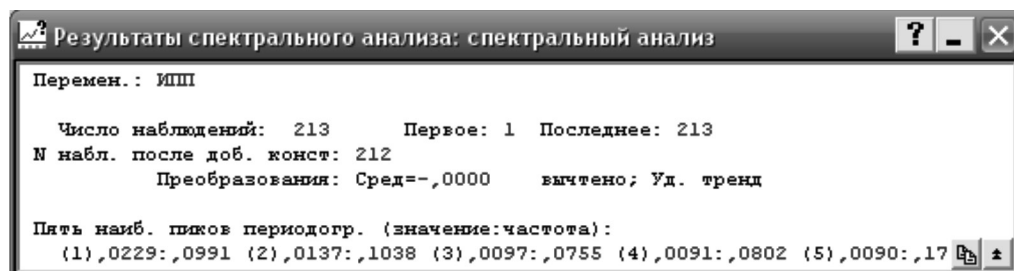 Результаты спектрального анализа: спектральный анализ
Перемен.: ИПП
Число наблюдений: 213 Первое: 1 Последнее: 213
N набл. после доб. конст: 212
Преобразования: Сред=-,0000 вычтено; Уд. тренд
Пять наиб. пиков периодогр. (значение:частота):
(1),0229:,0991 (2),0137:,1038 (3),0097:,0755 (4),0091:,0802 (5),0090:,17